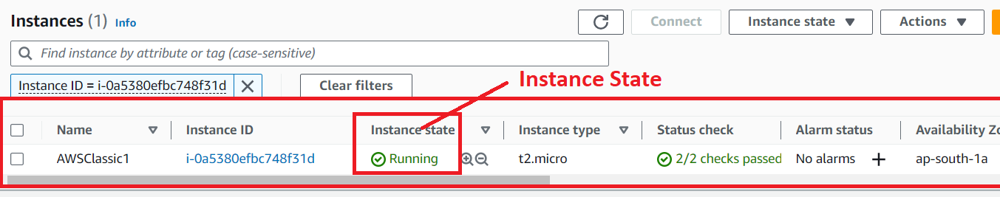 Instances (1) Info
Connect
Instance state
Actions
Find instance by attribute or tag (case-sensitive)
Instance ID = i-0a5380efbc748f31d
Clear filters
Instance State
Name Instance ID Instance state Instance type Status check Alarm status Availability Zo
AWSClassic1 i-0a5380efbc748f31d Running t2.micro 2/2 checks passed No alarms ap-south-1a